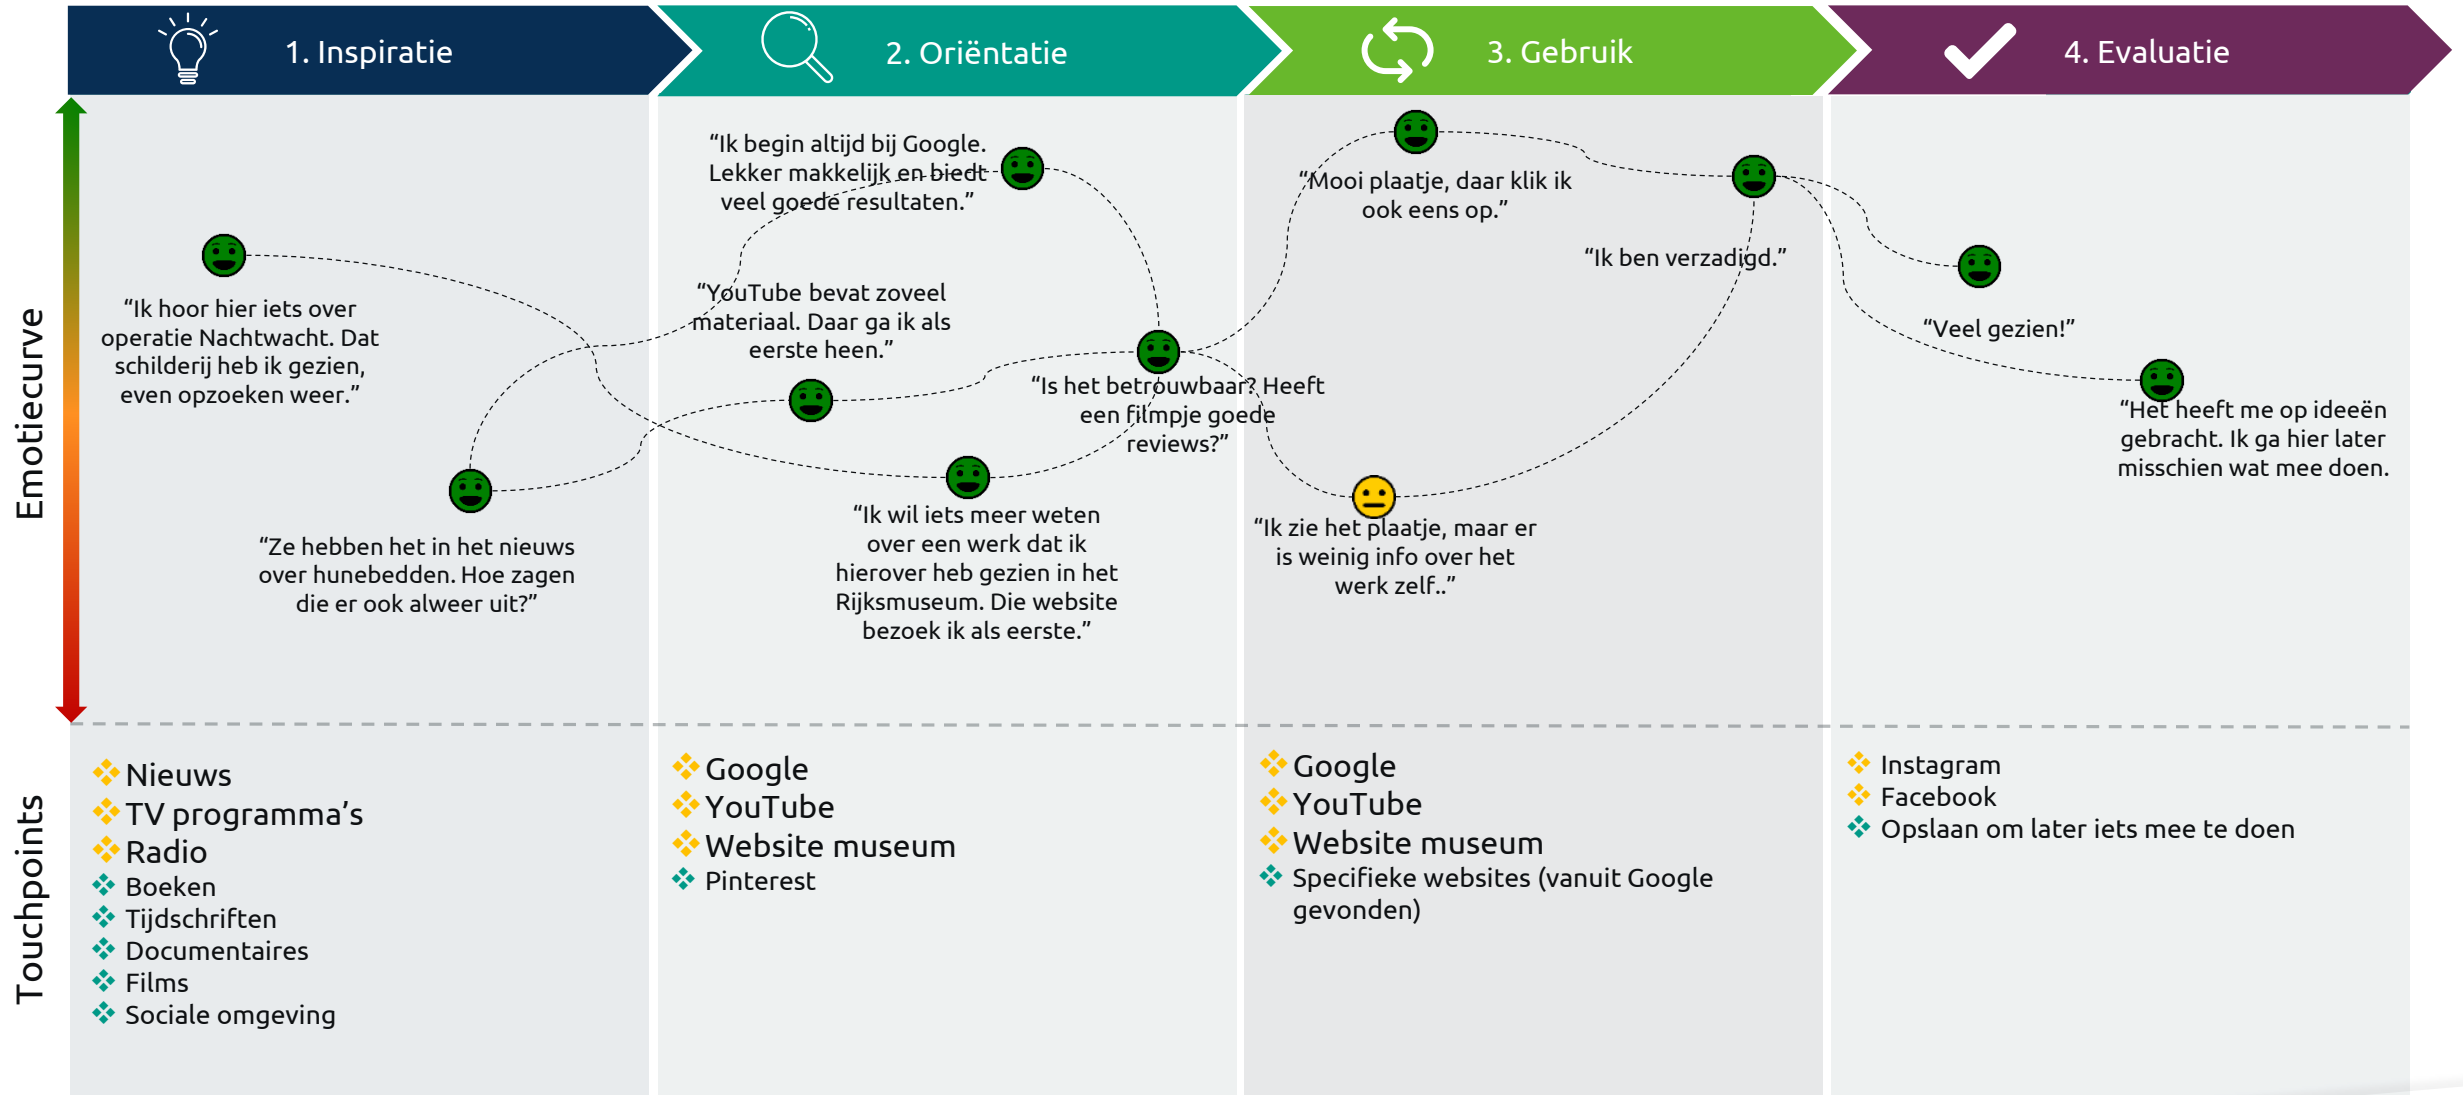 1. Inspiratie
2. Oriëntatie
3. Gebruik
4. Evaluatie
Emotiecurve
“Ik hoor hier iets over
operatie Nachtwacht. Dat
schilderij heb ik gezien,
even opzoeken weer.”
“Ze hebben het in het nieuws
over hunebedden. Hoe zagen
die er ook alweer uit?”
“Ik begin altijd bij Google.
Lekker makkelijk en biedt
veel goede resultaten.”
“YouTube bevat zoveel
materiaal. Daar ga ik als
eerste heen.”
“Is het betrouwbaar? Heeft
een filmpje goede
reviews?”
“Ik wil iets meer weten
over een werk dat ik
hierover heb gezien in het
Rijksmuseum. Die website
bezoek ik als eerste.”
“Mooi plaatje, daar klik ik
ook eens op.”
“Ik ben verzadigd.”
“Ik zie het plaatje, maar er
is weinig info over het
werk zelf..”
“Veel gezien!”
“Het heeft me op ideeën
gebracht. Ik ga hier later
misschien wat mee doen.
Touchpoints
Nieuws
TV programma’s
Radio
Boeken
Tijdschriften
Documentaires
Films
Sociale omgeving
Google
YouTube
Website museum
Pinterest
Google
YouTube
Website museum
Specifieke websites (vanuit Google
gevonden)
Instagram
Facebook
Opslaan om later iets mee te doen